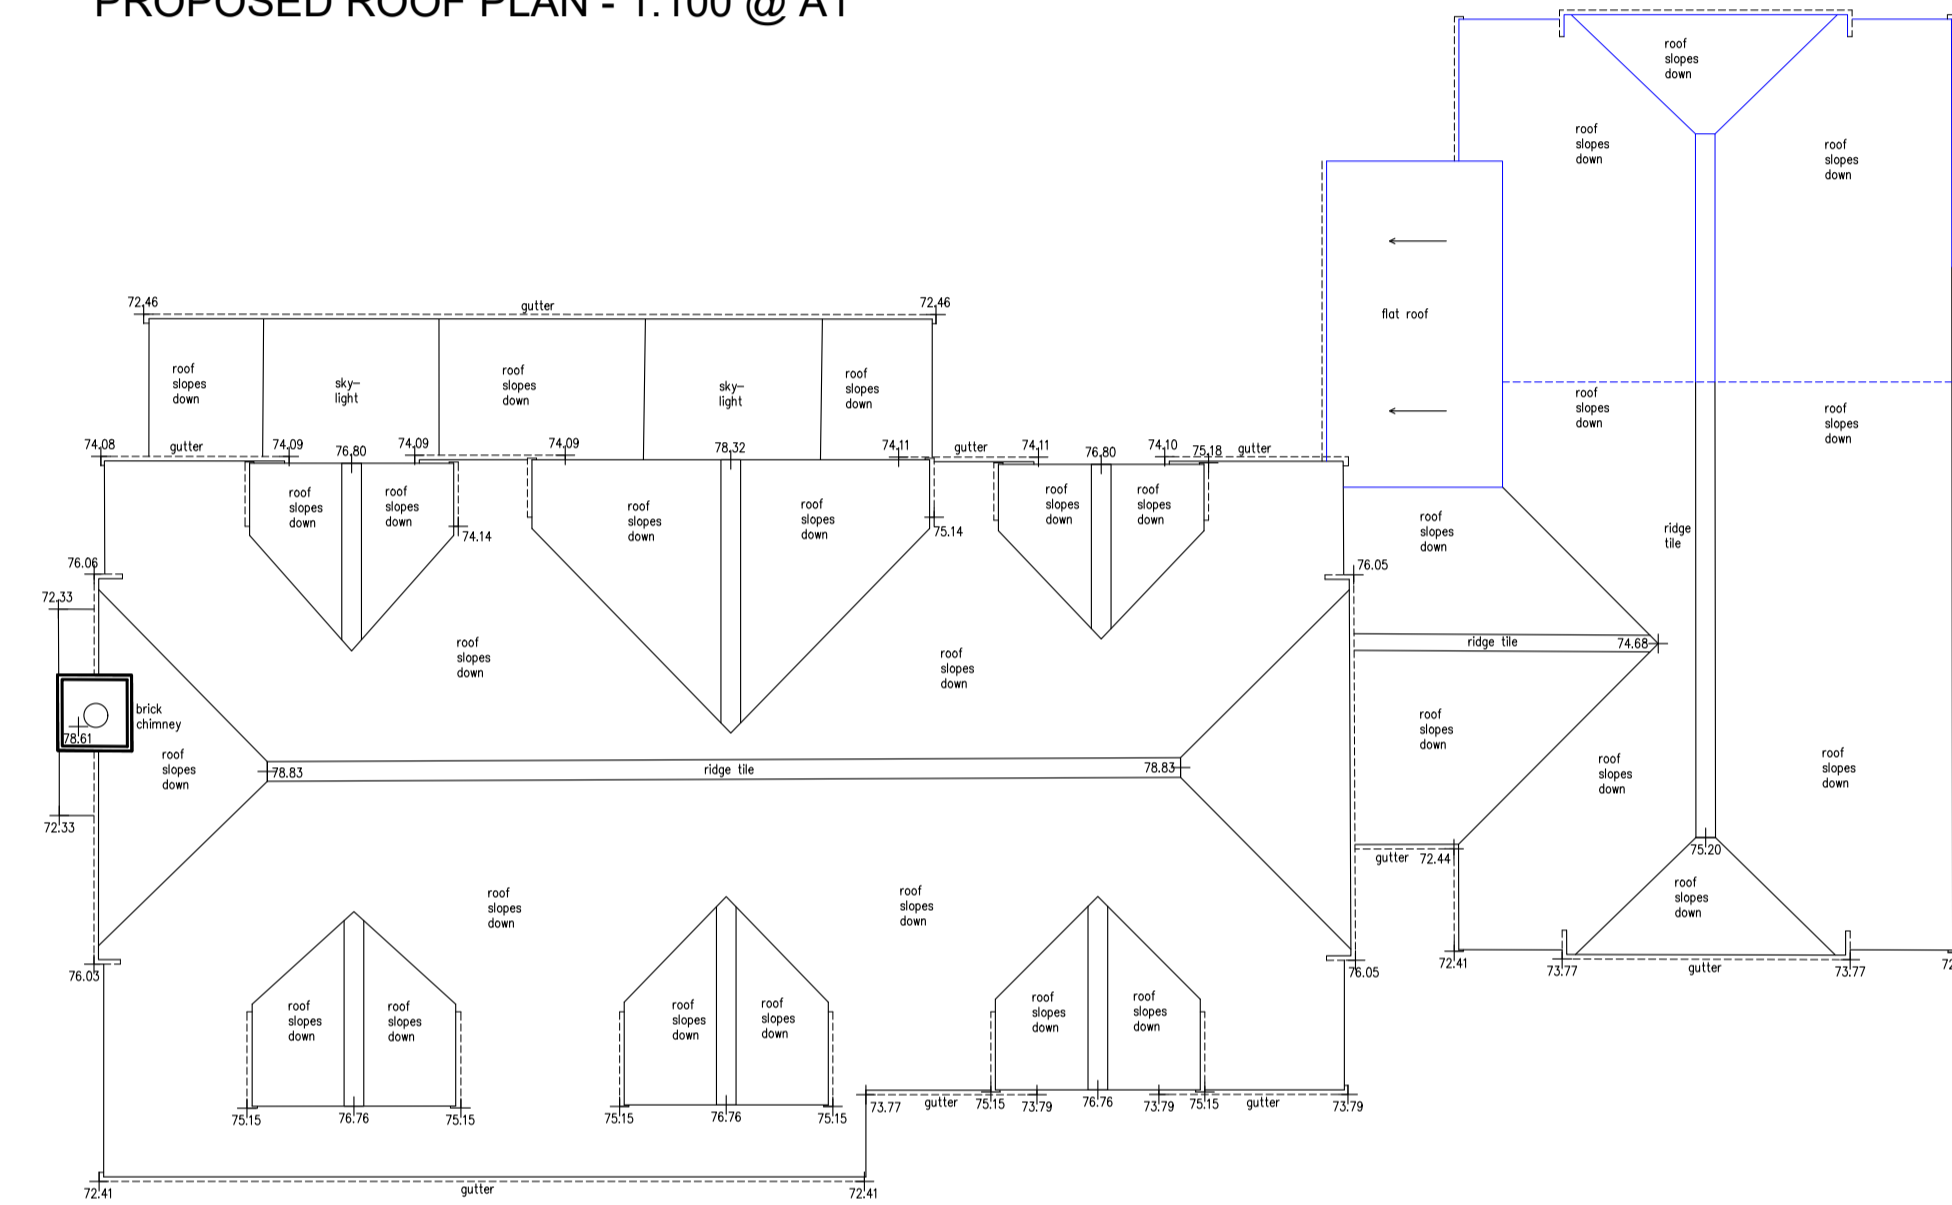 PROPOSED ROOF PLAN - 1:100 @ A1
roof
slopes
down
roof
slopes
down
roof
slopes
down
flat roof
72.46
gutter
72.46
roof
slopes
down
sky-
light
roof
slopes
down
sky-
light
roof
slopes
down
roof
slopes
down
roof
slopes
down
74.08
gutter
74.09
76.80
74.09
74.09
78.32
74.11
gutter
74.11
76.80
74.10
75.18
gutter
roof
slopes
down
roof
slopes
down
roof
slopes
down
roof
slopes
down
roof
slopes
down
roof
slopes
down
roof
slopes
down
ridge
tile
74.14
75.14
76.06
76.05
72.33
roof
slopes
down
roof
slopes
down
ridge tile
74.68
brick
chimney
78.61
roof
slopes
down
roof
slopes
down
78.83
ridge tile
78.83
roof
slopes
down
roof
slopes
down
72.33
gutter
72.44
75.20
roof
slopes
down
roof
slopes
down
roof
slopes
down
76.03
76.05
72.41
73.77
gutter
73.77
72
roof
slopes
down
roof
slopes
down
roof
slopes
down
roof
slopes
down
roof
slopes
down
roof
slopes
down
75.15
76.76
75.15
75.15
76.76
75.15
73.77
gutter
75.15
73.79
76.76
73.79
75.15
gutter
73.79
72.41
gutter
72.41